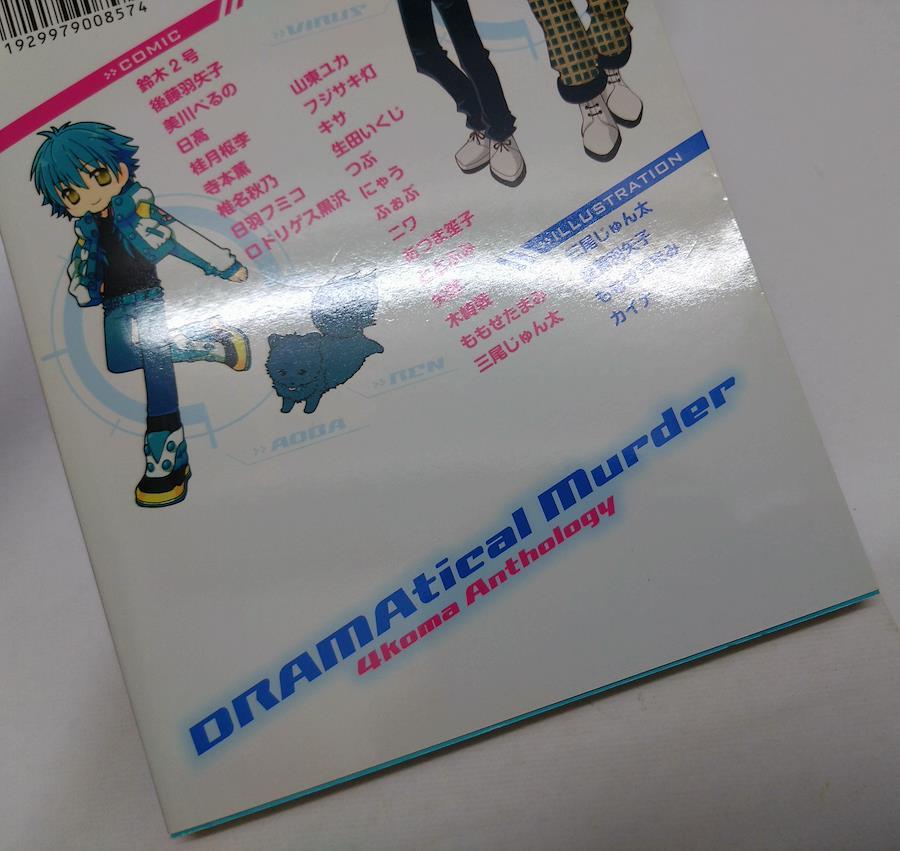 1929979008574
>>VIRUS
>>COMIC
鈴木2号
後藤羽矢子
美川べるの
日高
桂月枢李
寺本薫
椎名秋乃
日羽フミコ
ロドリゲス黒沢
山東ユカ
フジサキ灯
キサ
生田いくじ
つぶ
にゃう
ふぉぶ
ニワ
木崎
ももせたまみ
三尾じゅん太
>>ILLUSTRATION
三尾じゅん太
カイナ
>>REN
>>AOBA
DRAMAtical Murder
4koma Anthology